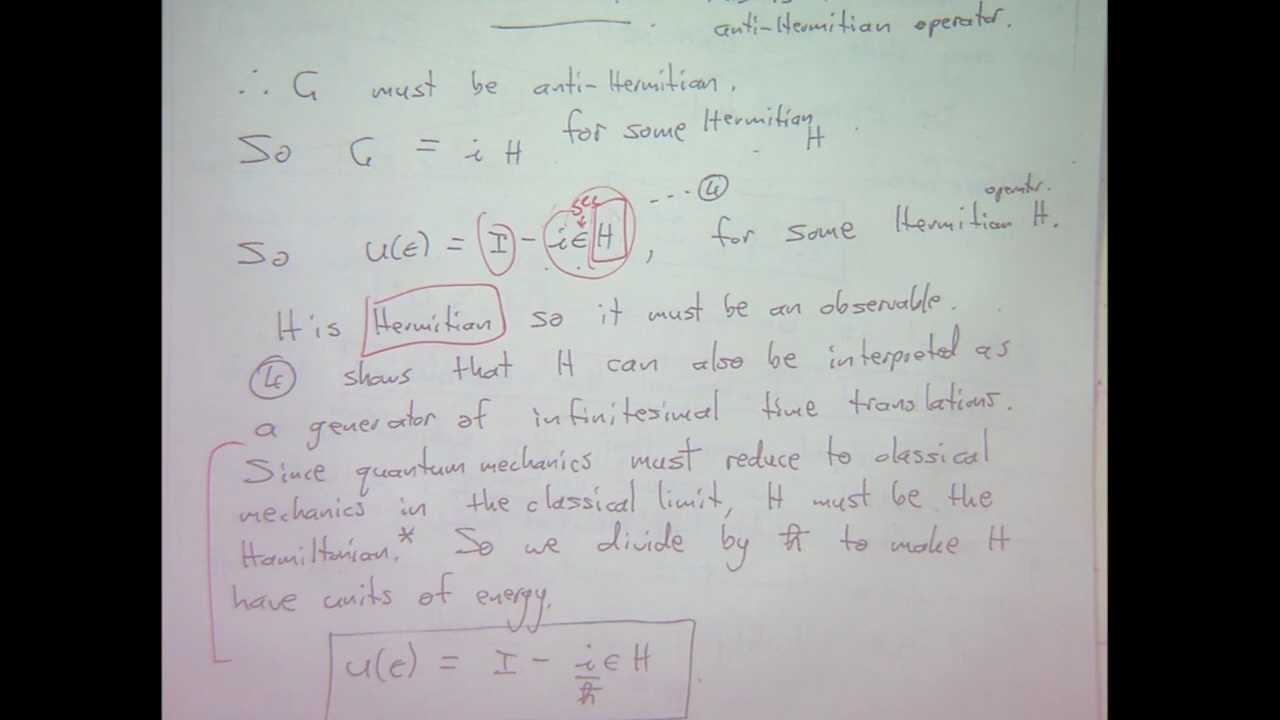 anti-Hermitian operator.
∴ G must be anti-Hermitian.
So G = i H for some Hermitian H
sec
operator.
So U(ε) = I - iεH, ... ④ for some Hermitian H.
H is Hermitian so it must be an observable.
④ shows that H can also be interpreted as
a generator of infinitesimal time translations.
Since quantum mechanics must reduce to classical
mechanics in the classical limit, H must be the
Hamiltonian.* So we divide by ħ to make H
have units of energy.
U(ε) = I - i/ħ ε H